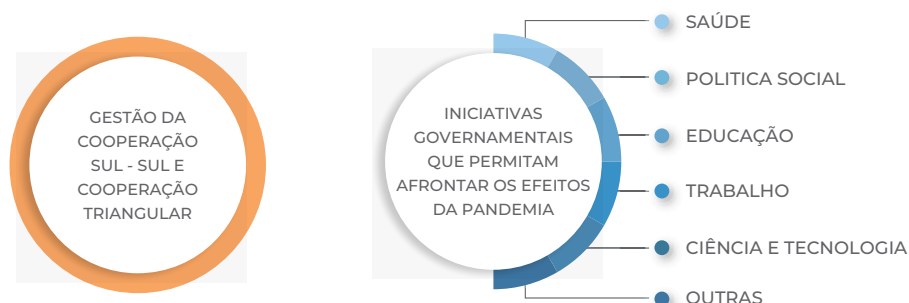 GESTÃO DA
COOPERAÇÃO
SUL - SUL E
COOPERAÇÃO
TRIANGULAR
INICIATIVAS
GOVERNAMENTAIS
QUE PERMITAM
AFRONTAR OS EFEITOS
DA PANDEMIA
SAÚDE
POLITICA SOCIAL
EDUCAÇÃO
TRABALHO
CIÊNCIA E TECNOLOGIA
OUTRAS